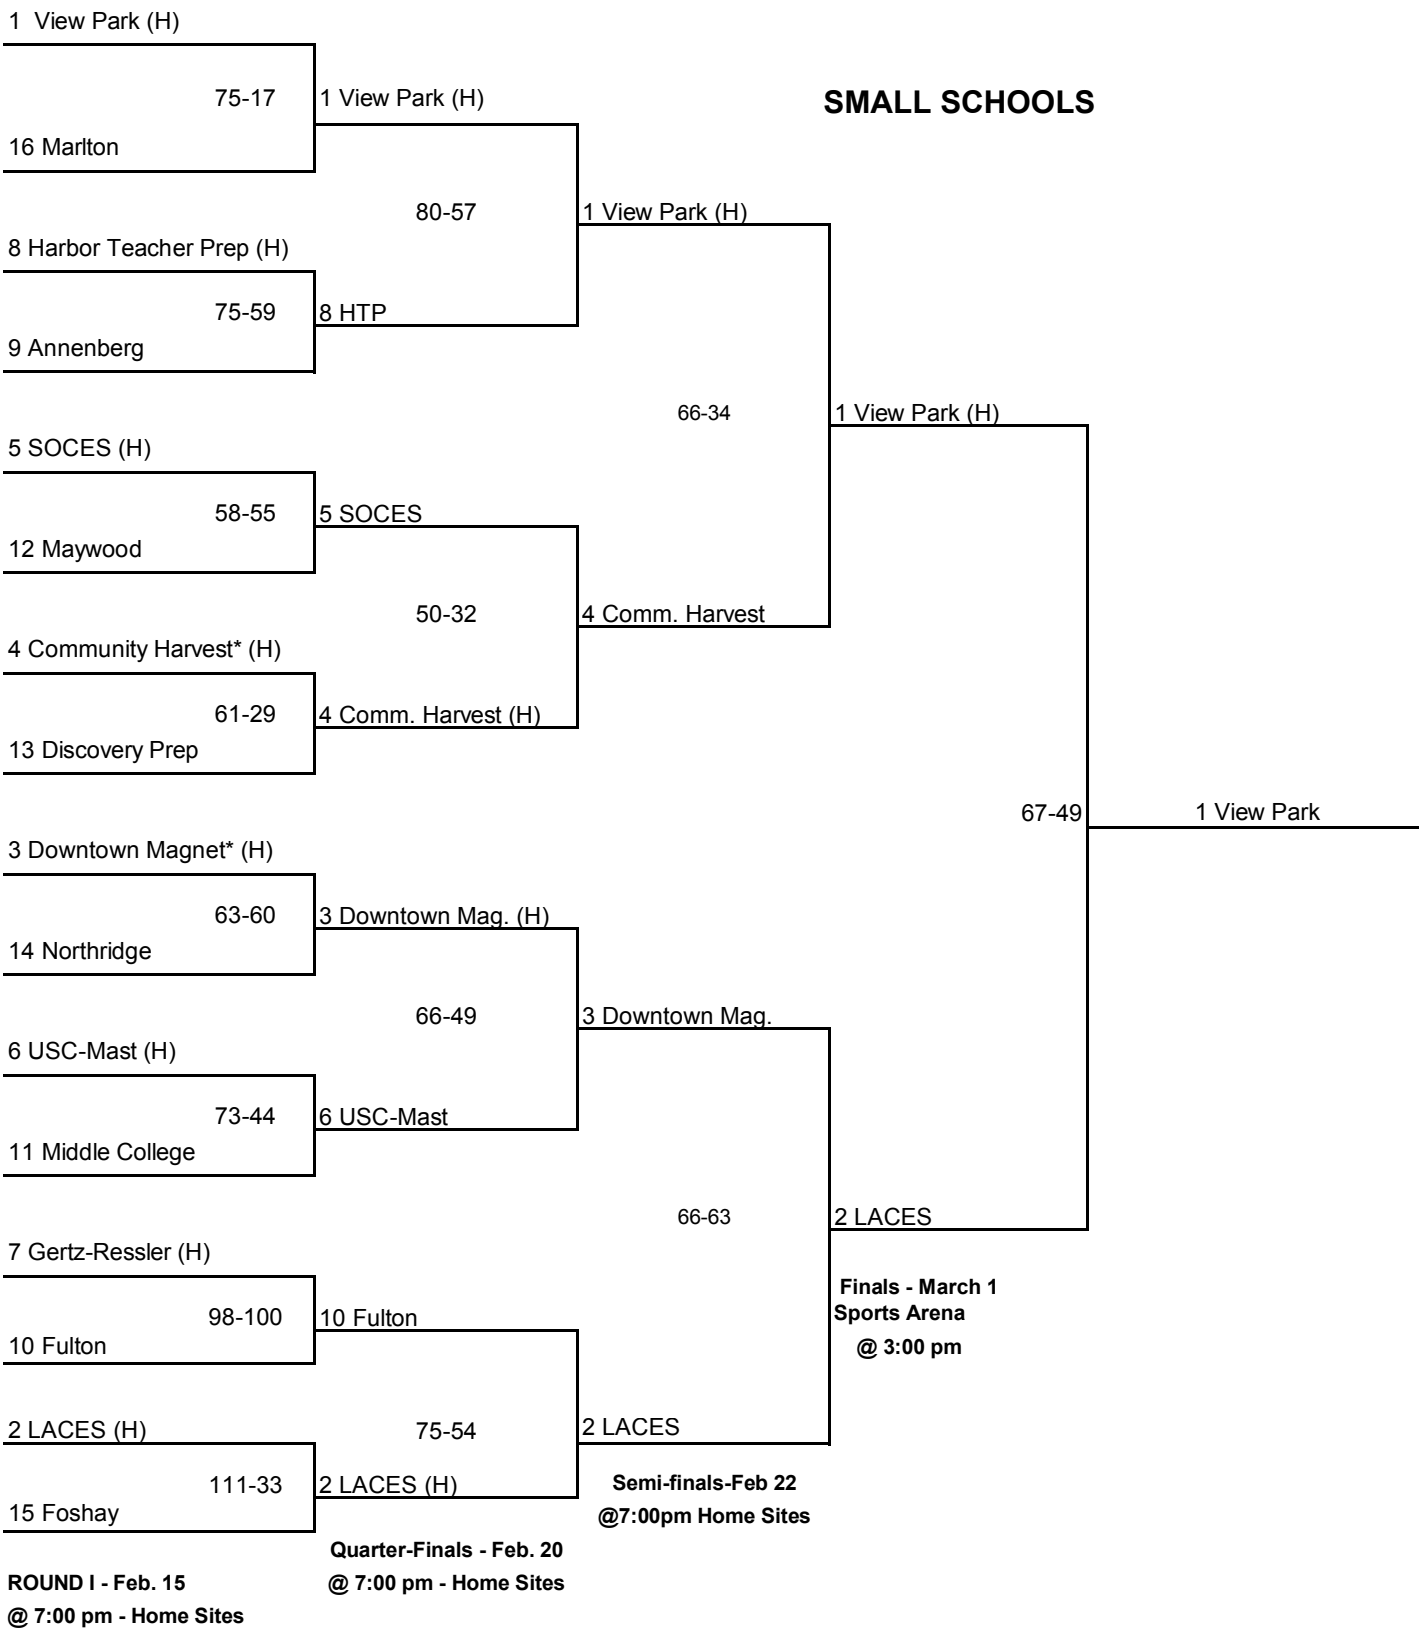 1 View Park (H)
75-17
1 View Park (H)
SMALL SCHOOLS
16 Marlton
80-57
1 View Park (H)
8 Harbor Teacher Prep (H)
75-59
8 HTP
9 Annenberg
66-34
1 View Park (H)
5 SOCES (H)
58-55
5 SOCES
12 Maywood
50-32
4 Comm. Harvest
4 Community Harvest* (H)
61-29
4 Comm. Harvest (H)
13 Discovery Prep
67-49
1 View Park
3 Downtown Magnet* (H)
63-60
3 Downtown Mag. (H)
14 Northridge
66-49
3 Downtown Mag.
6 USC-Mast (H)
73-44
6 USC-Mast
11 Middle College
66-63
2 LACES
7 Gertz-Ressler (H)
Finals - March 1
Sports Arena
@ 3:00 pm
98-100
10 Fulton
10 Fulton
2 LACES (H)
75-54
2 LACES
111-33
2 LACES (H)
15 Foshay
Semi-finals-Feb 22
@7:00pm Home Sites
Quarter-Finals - Feb. 20
@ 7:00 pm - Home Sites
ROUND I - Feb. 15
@ 7:00 pm - Home Sites